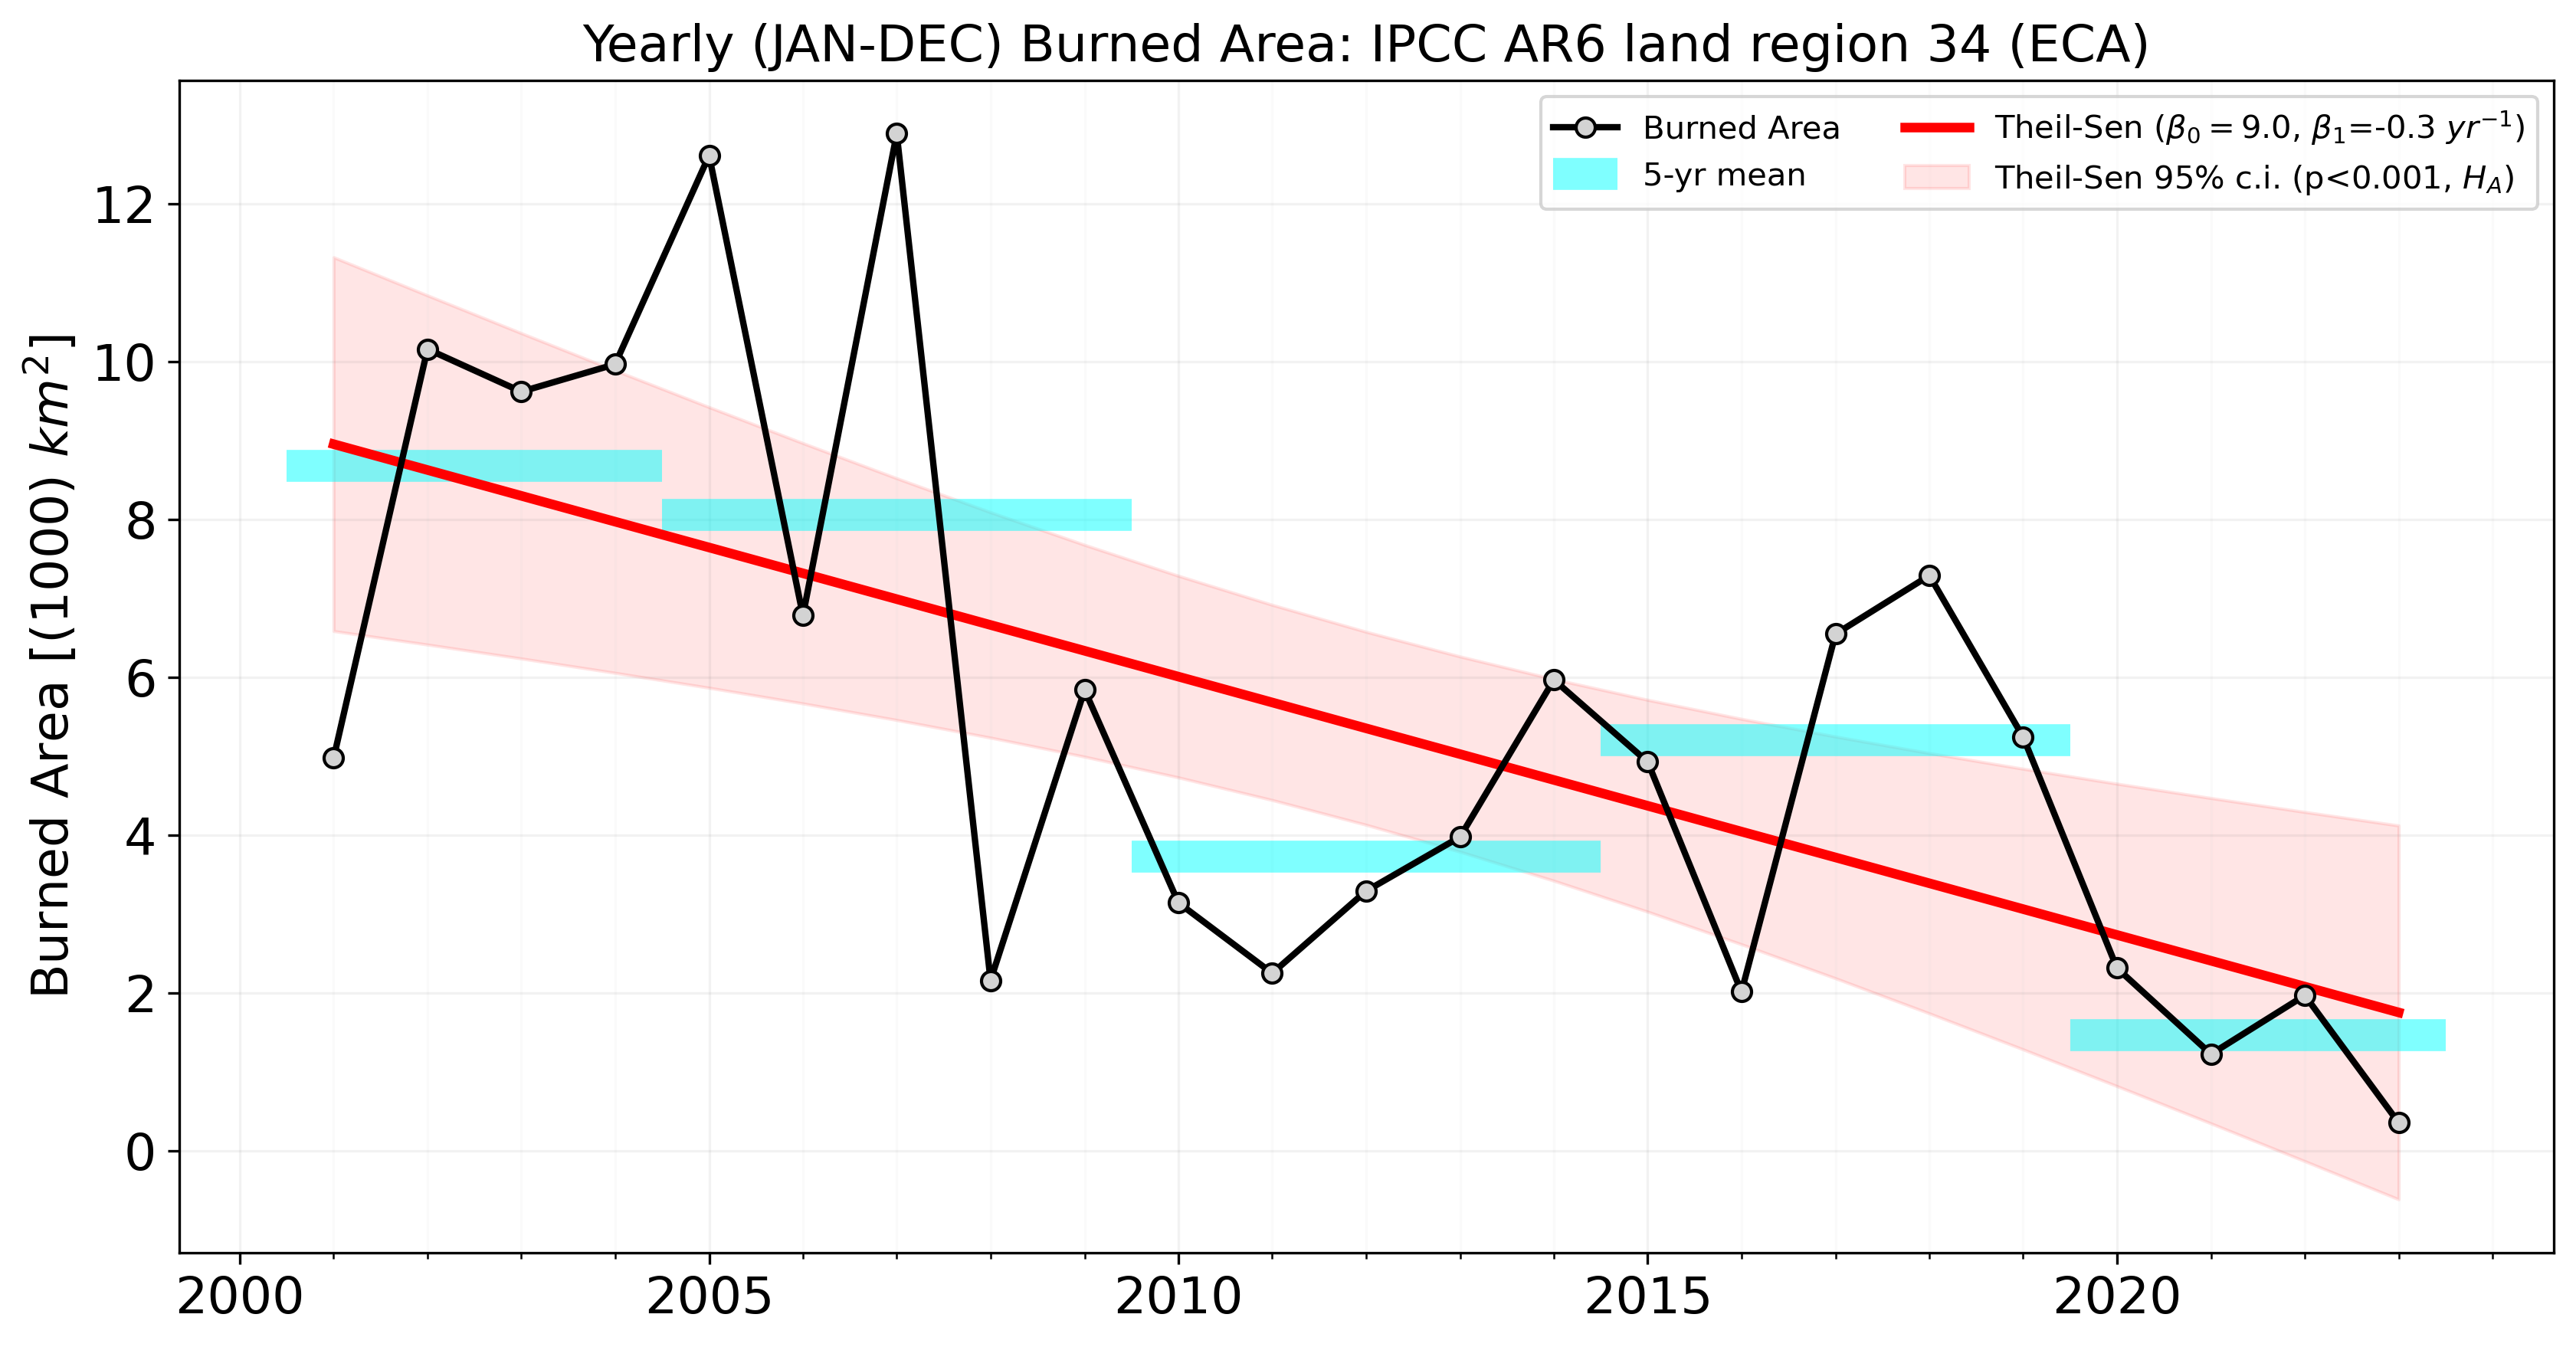 Yearly (JAN-DEC) Burned Area: IPCC AR6 land region 34 (ECA)
Burned Area
5-yr mean
Theil-Sen (β₀ = 9.0, β₁=-0.3 yr⁻¹)
Theil-Sen 95% c.i. (p<0.001, H_A)
Burned Area [(1000) km²]
12
10
8
6
4
2
0
2000 2005 2010 2015 2020